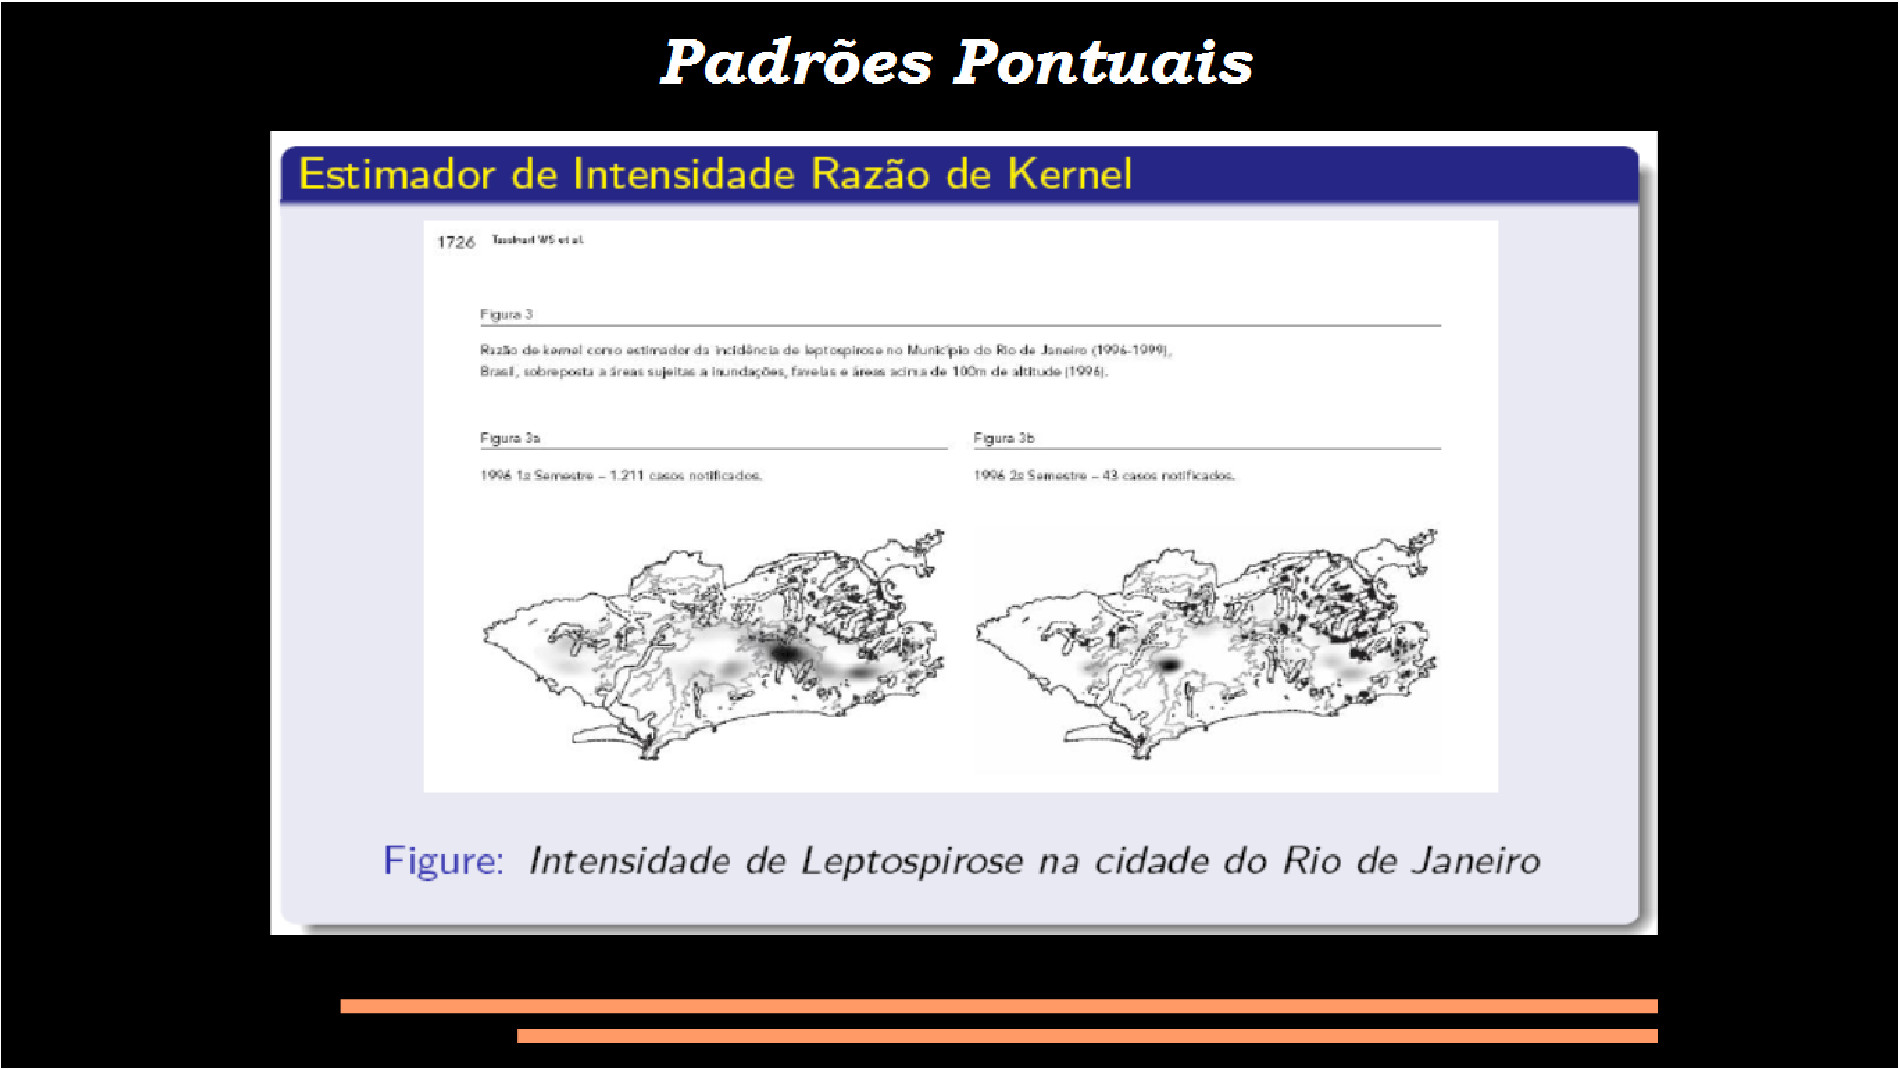 Padrões Pontuais
Estimador de Intensidade Razão de Kernel
1726 Tassinari WS et al.
Figura 3
Razão de kernel como estimador da incidência de leptospirose no Município do Rio de Janeiro (1996-1999),
Brasil, sobreposta a áreas sujeitas a inundações, favelas e áreas acima de 100m de altitude (1996).
Figura 3a
1996 1º Semestre – 1.211 casos notificados.
Figura 3b
1996 2º Semestre – 43 casos notificados.
Figure: Intensidade de Leptospirose na cidade do Rio de Janeiro